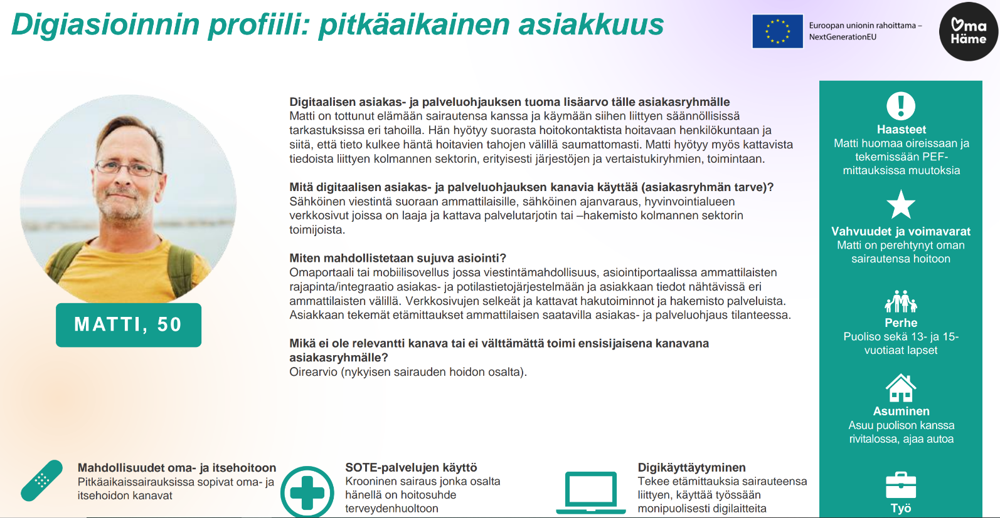 Digiasioinnin profiili: pitkäaikainen asiakkuus
Euroopan unionin rahoittama –
NextGenerationEU
Oma
Häme
MATTI, 50
Digitaalisen asiakas- ja palveluohjauksen tuoma lisäarvo tälle asiakasryhmälle
Matti on tottunut elämään sairautensa kanssa ja käymään siihen liittyen säännöllisissä
tarkastuksissa eri tahoilla. Hän hyötyy suorasta hoitokontaktista hoitavaan henkilökuntaan ja
siitä, että tieto kulkee häntä hoitavien tahojen välillä saumattomasti. Matti hyötyy myös kattavista
tiedoista liittyen kolmannen sektorin, erityisesti järjestöjen ja vertaistukiryhmien, toimintaan.
Mitä digitaalisen asiakas- ja palveluohjauksen kanavia käyttää (asiakasryhmän tarve)?
Sähköinen viestintä suoraan ammattilaisille, sähköinen ajanvaraus, hyvinvointialueen
verkkosivut joissa on laaja ja kattava palvelutarjotin tai –hakemisto kolmannen sektorin
toimijoista.
Miten mahdollistetaan sujuva asiointi?
Omaportaali tai mobiilisovellus jossa viestintämahdollisuus, asiointiportaalissa ammattilaisten
rajapinta/integraatio asiakas- ja potilastietojärjestelmään ja asiakkaan tiedot nähtävissä eri
ammattilaisten välillä. Verkkosivujen selkeät ja kattavat hakutoiminnot ja hakemisto palveluista.
Asiakkaan tekemät etämittaukset ammattilaisen saatavilla asiakas- ja palveluohjaus tilanteessa.
Mikä ei ole relevantti kanava tai ei välttämättä toimi ensisijaisena kanavana
asiakasryhmälle?
Oirearvio (nykyisen sairauden hoidon osalta).
Haasteet
Matti huomaa oireissaan ja
tekemissään PEF-
mittauksissa muutoksia
Vahvuudet ja voimavarat
Matti on perehtynyt oman
sairautensa hoitoon
Perhe
Puoliso sekä 13- ja 15-
vuotiaat lapset
Asuminen
Asuu puolison kanssa
rivitalossa, ajaa autoa
Työ
Mahdollisuudet oma- ja itsehoitoon
Pitkäaikaissairauksissa sopivat oma- ja
itsehoidon kanavat
SOTE-palvelujen käyttö
Krooninen sairaus jonka osalta
hänellä on hoitosuhde
terveydenhuoltoon
Digikäyttäytyminen
Tekee etämittauksia sairauteensa
liittyen, käyttää työssään
monipuolisesti digilaitteita